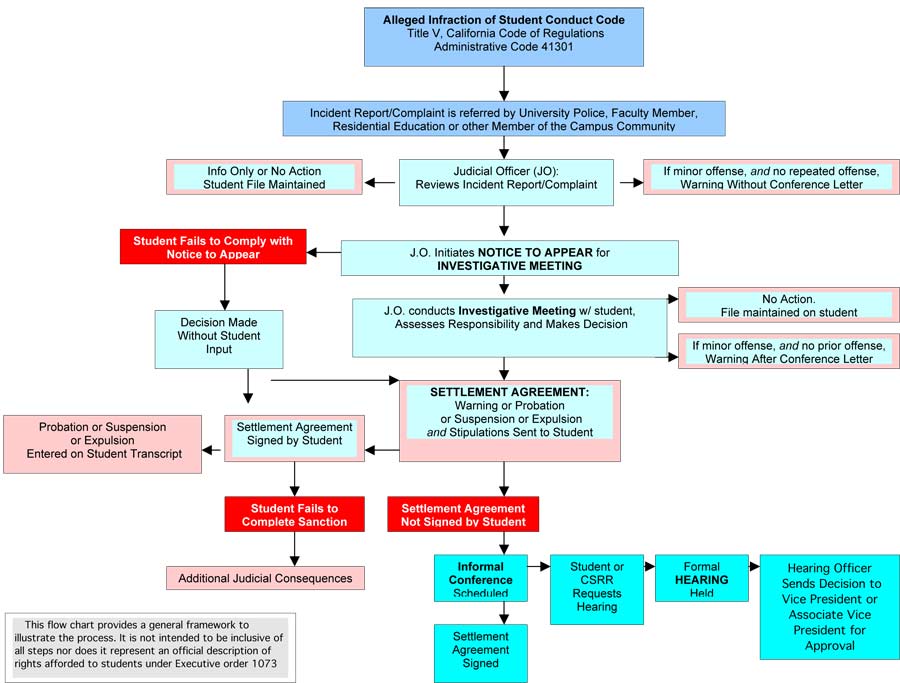 Alleged Infraction of Student Conduct Code
Title V, California Code of Regulations
Administrative Code 41301
Incident Report/Complaint is referred by University Police, Faculty Member,
Residential Education or other Member of the Campus Community
Info Only or No Action
Student File Maintained
Judicial Officer (JO):
Reviews Incident Report/Complaint
If minor offense, and no repeated offense,
Warning Without Conference Letter
Student Fails to Comply with
Notice to Appear
J.O. Initiates NOTICE TO APPEAR for
INVESTIGATIVE MEETING
Decision Made
Without Student
Input
J.O. conducts Investigative Meeting w/ student,
Assesses Responsibility and Makes Decision
No Action.
File maintained on student
If minor offense, and no prior offense,
Warning After Conference Letter
SETTLEMENT AGREEMENT:
Warning or Probation
or Suspension or Expulsion
and Stipulations Sent to Student
Probation or Suspension
or Expulsion
Entered on Student Transcript
Settlement Agreement
Signed by Student
Student Fails to
Complete Sanction
Settlement Agreement
Not Signed by Student
Additional Judicial Consequences
Informal
Conference
Scheduled
Student or
CSRR
Requests
Hearing
Formal
HEARING
Held
Hearing Officer
Sends Decision to
Vice President or
Associate Vice
President for
Approval
Settlement
Agreement
Signed
This flow chart provides a general framework to
illustrate the process. It is not intended to be inclusive of
all steps nor does it represent an official description of
rights afforded to students under Executive order 1073